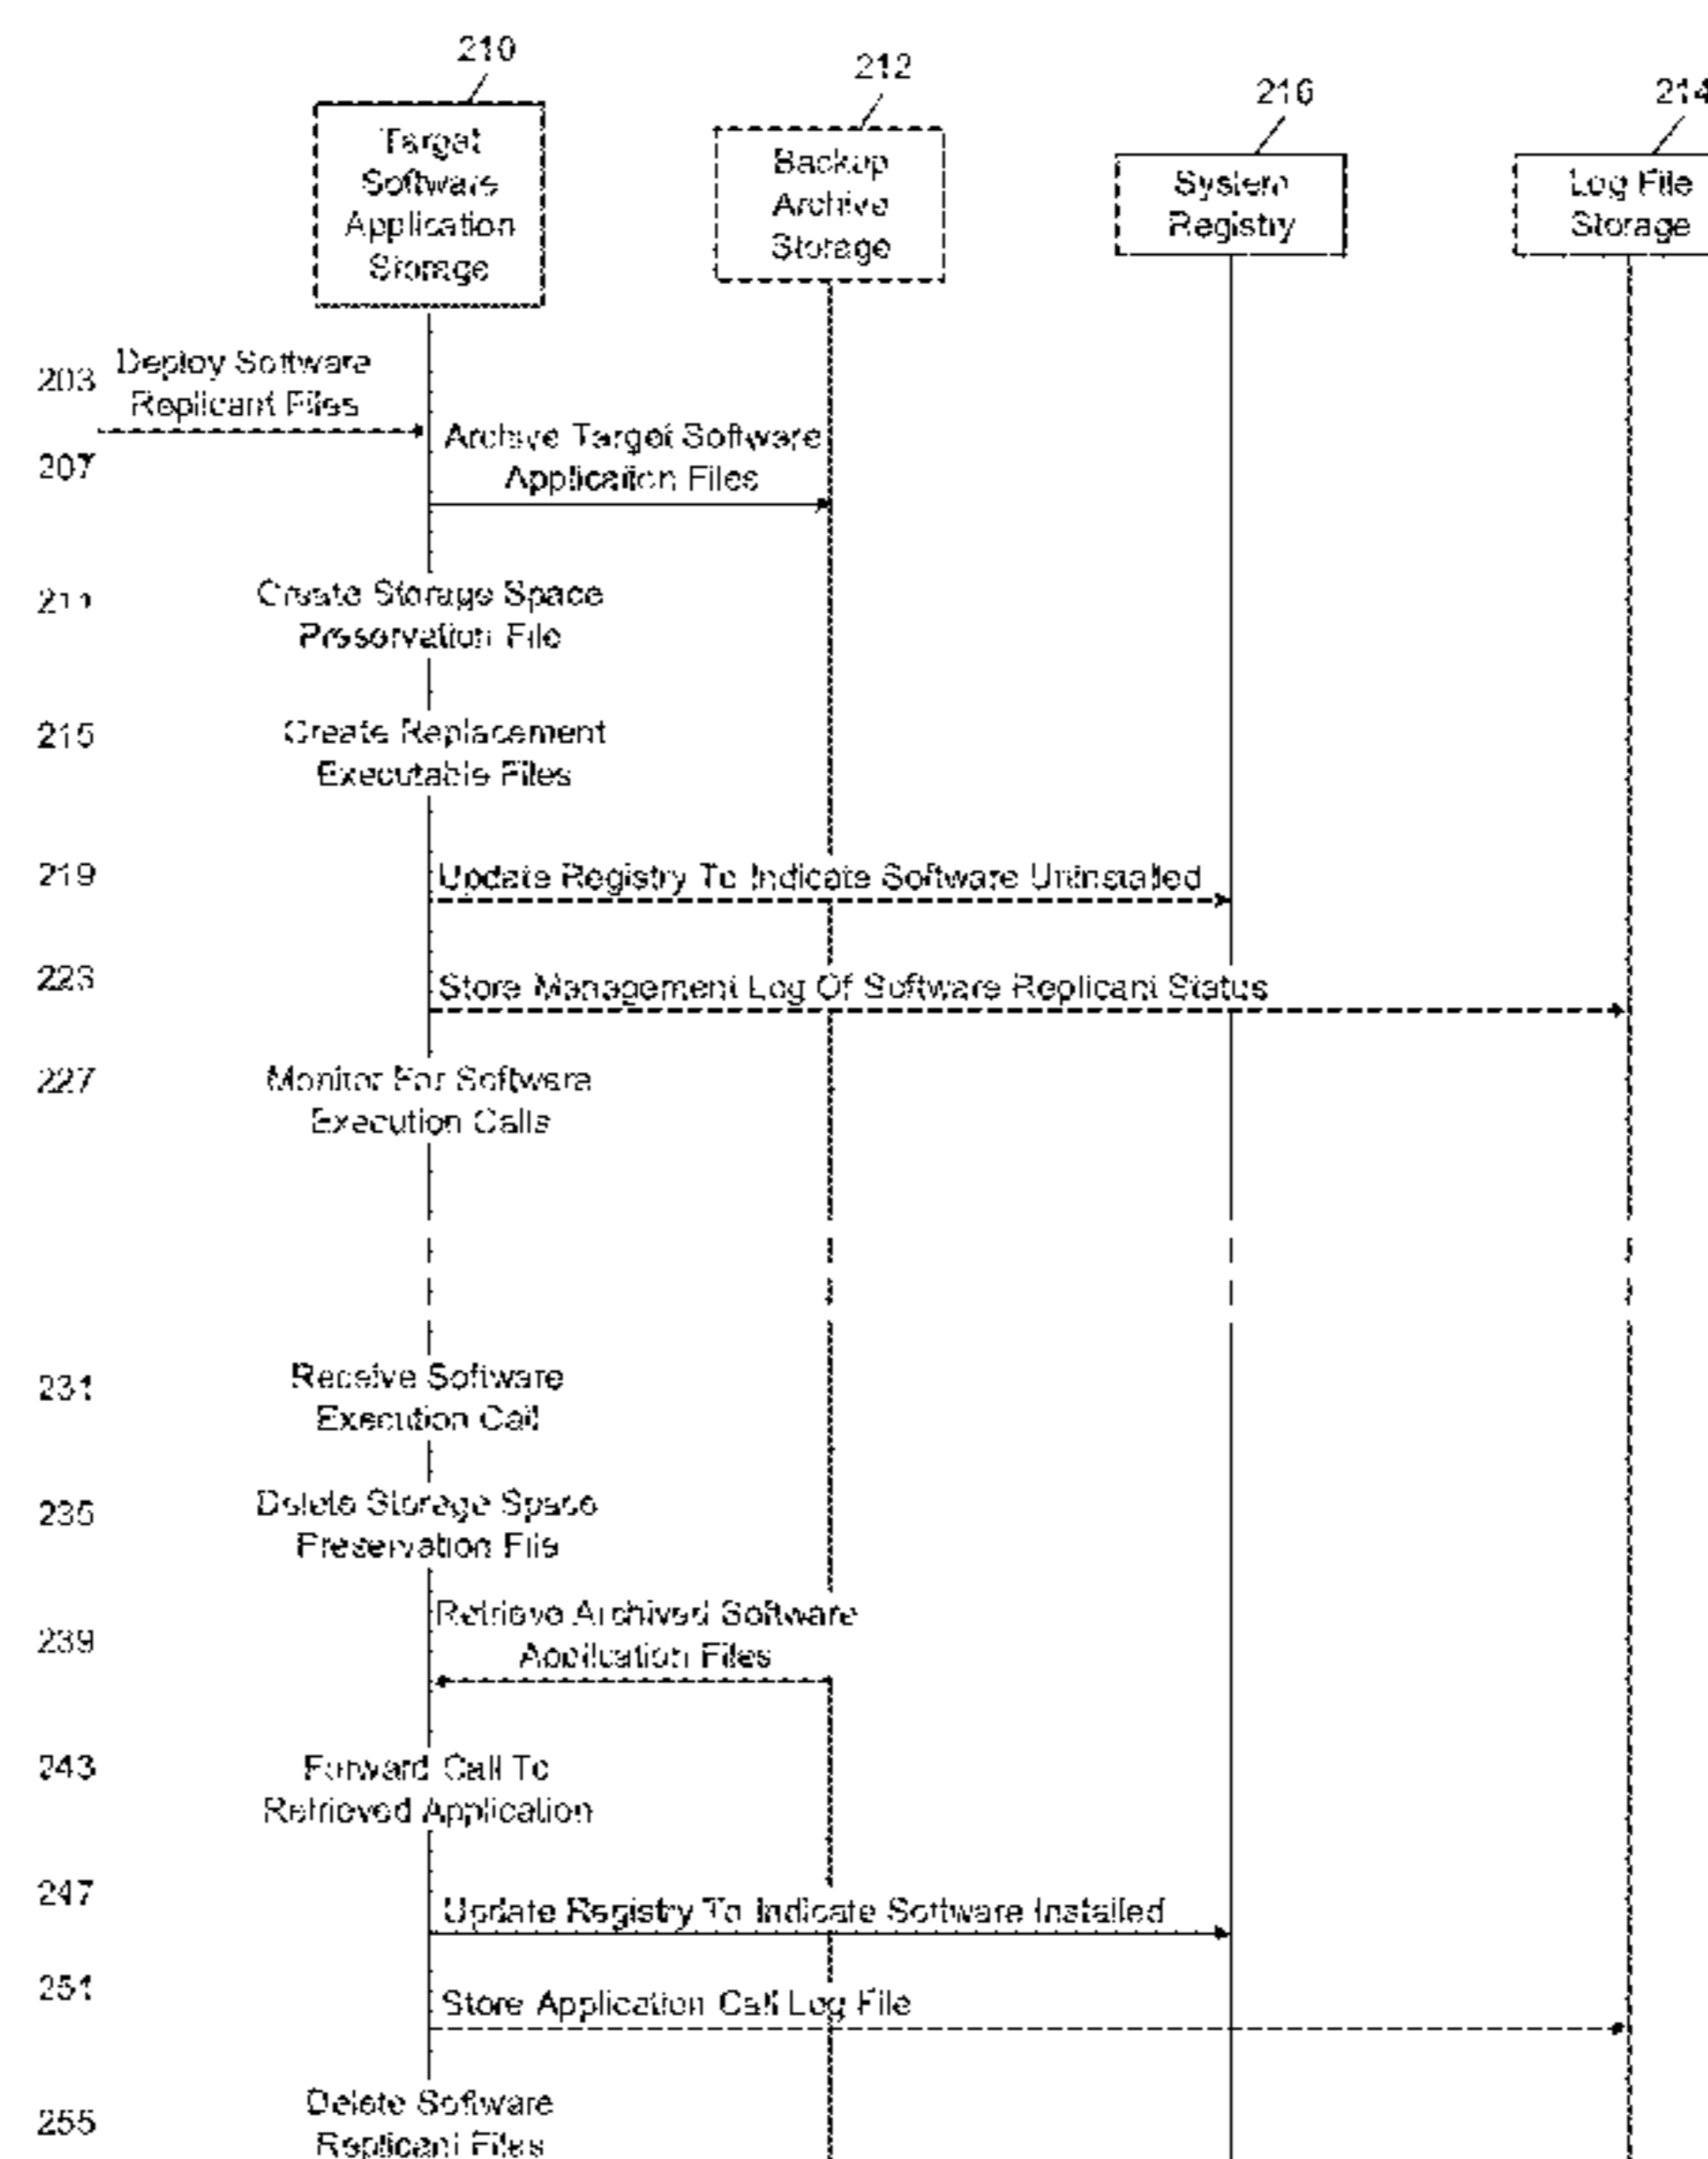 210
212
216
214
Target
Software
Application
Storage
Backup
Archive
Storage
System
Registry
Log File
Storage
203
Deploy Software
Replicant Files
207
Archive Target Software
Applicaiton Files
211
Create Storage Space
Preservation File
215
Create Replacement
Executable Files
219
Update Registry To Indicate Software Uninstalled
223
Store Management Log Of Software Replicant Status
227
Monitor For Software
Execution Calls
231
Receive Software
Execution Call
235
Delete Storage Space
Preservation File
239
Retrieve Archived Software
Application Files
243
Forward Call To
Retrieved Application
247
Update Registry To Indicate Software Installed
251
Store Application Call Log File
255
Delete Software
Replicant Files